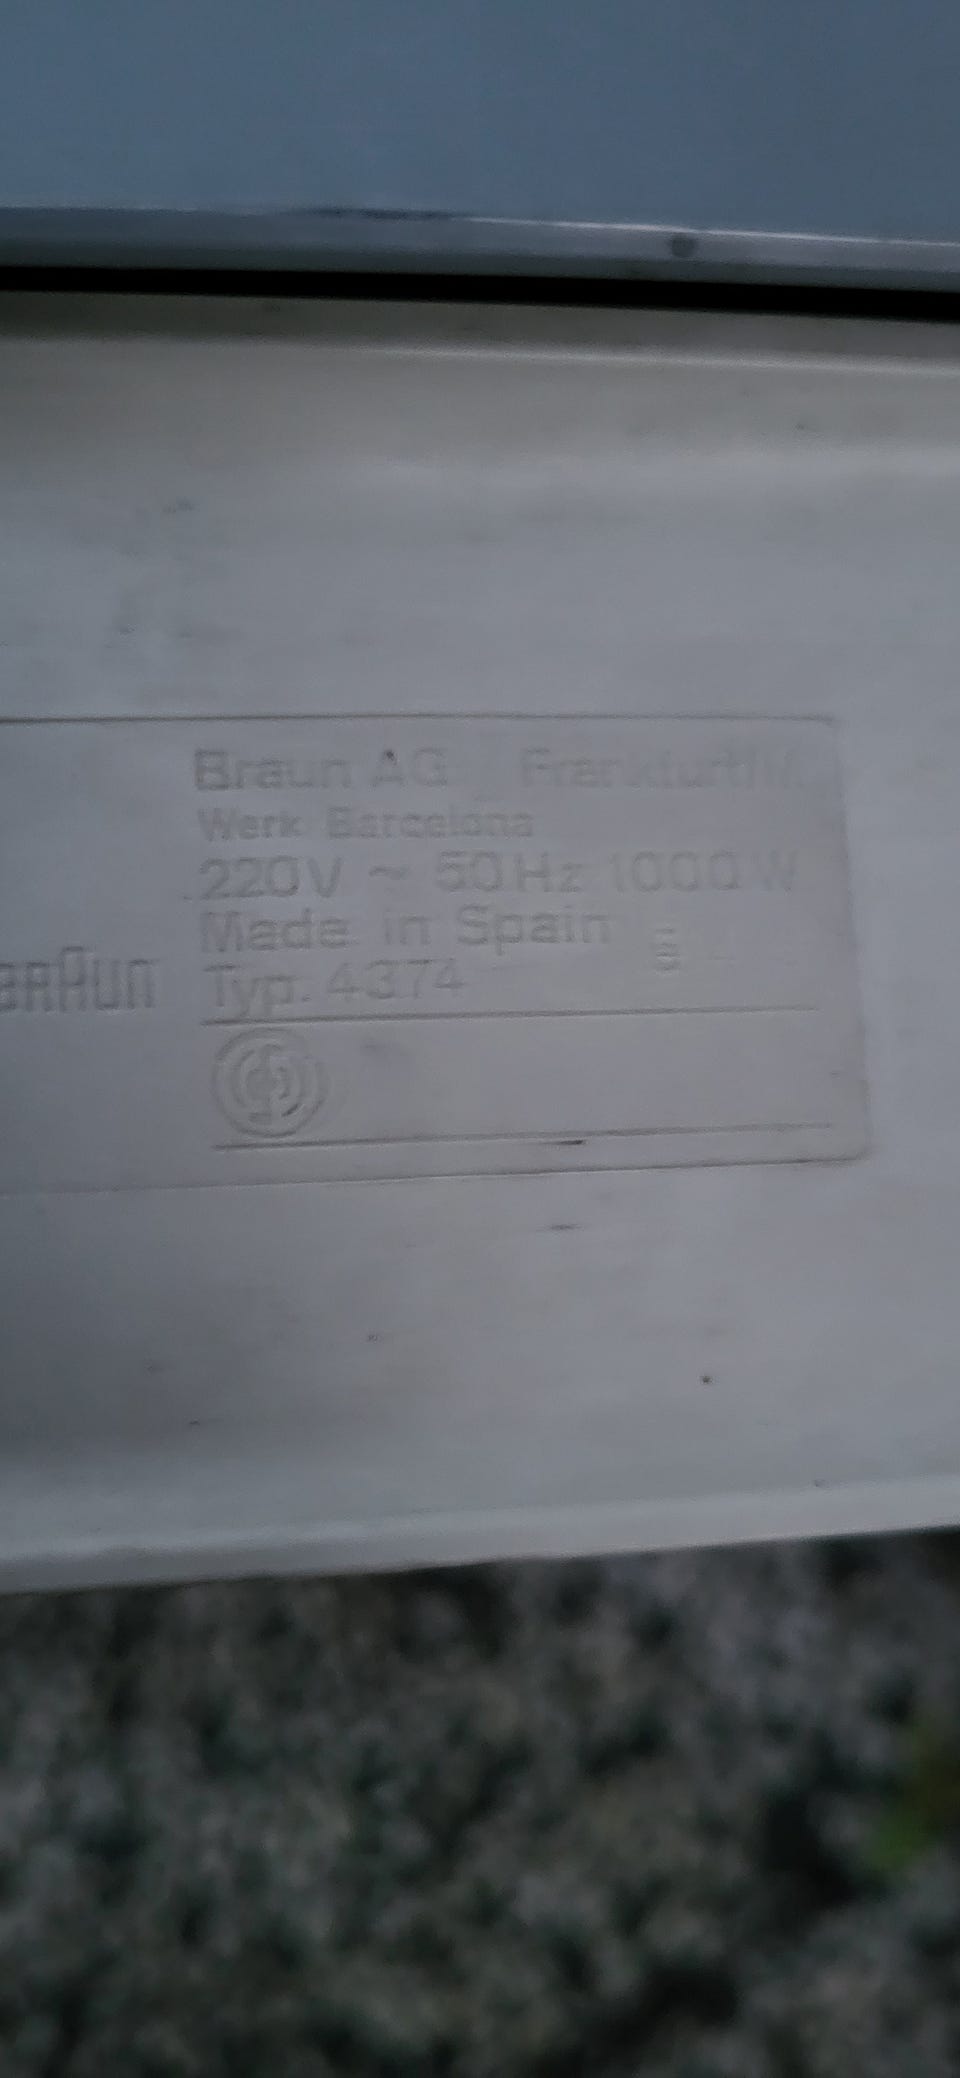 Braun AG Frankfurt/M.
Werk Barcelona
220V ~ 50Hz 1000W
Made in Spain
BRAUN Typ. 4374